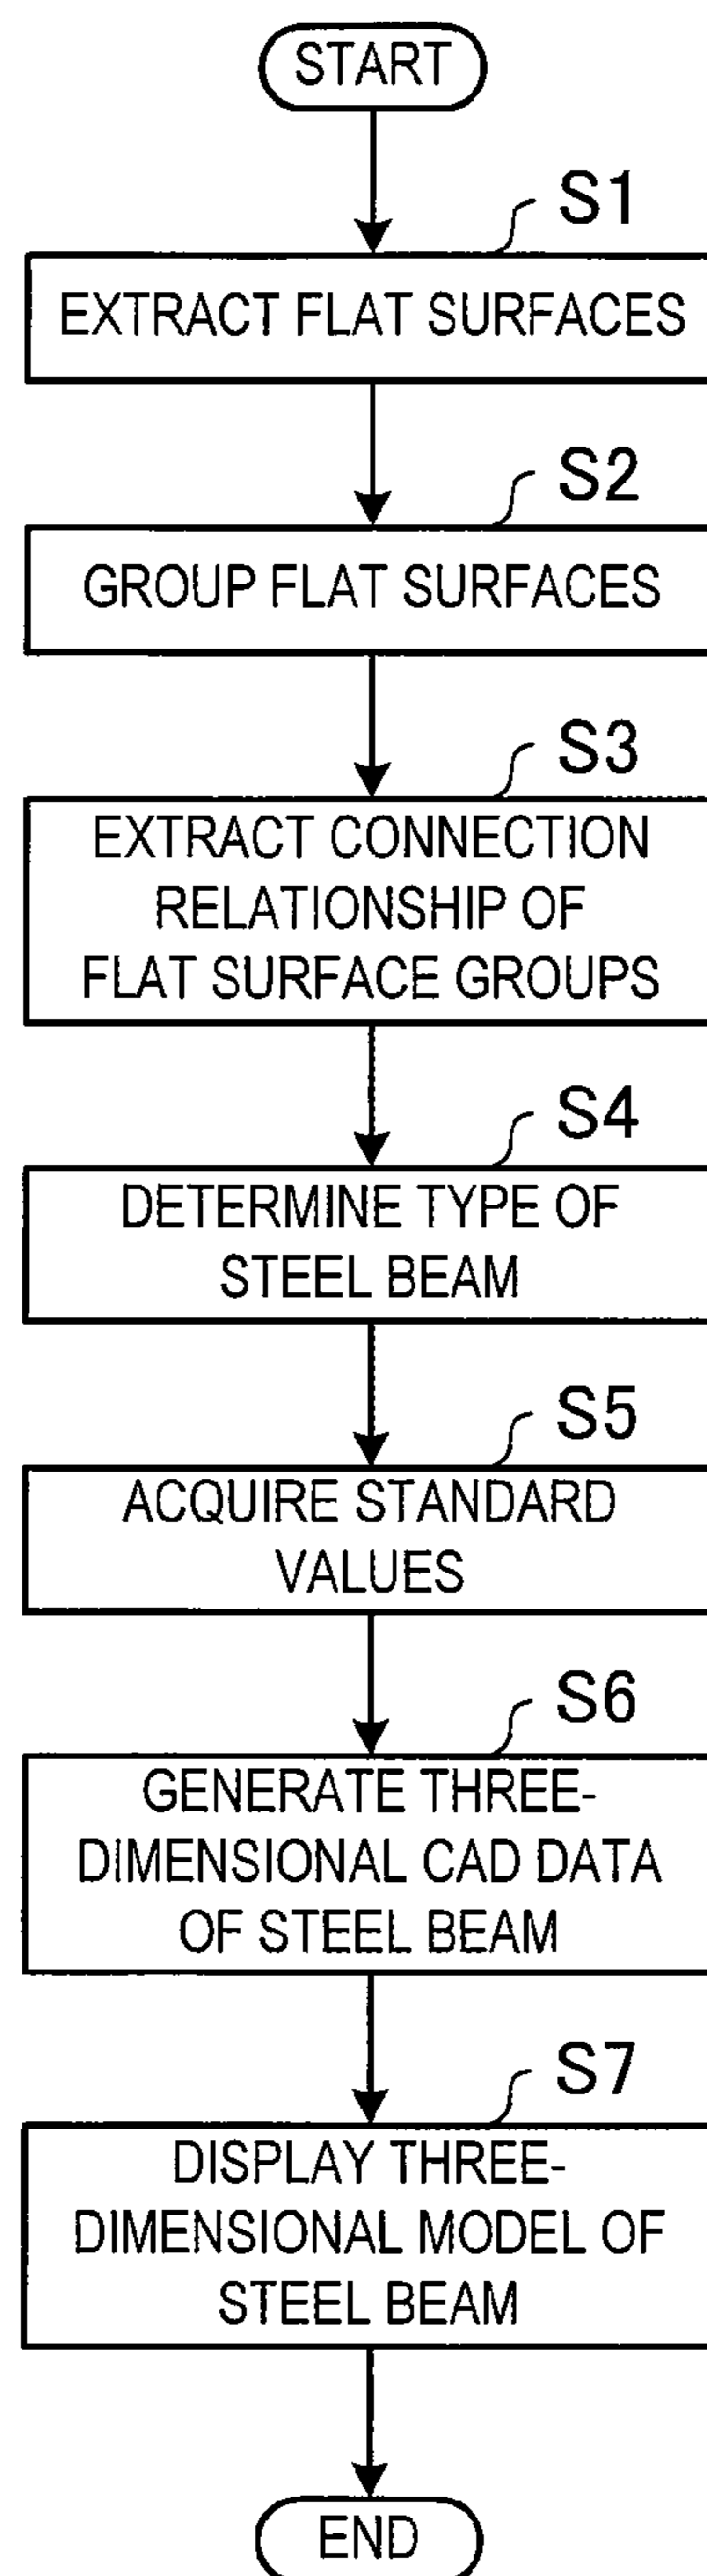 START
S1
EXTRACT FLAT SURFACES
S2
GROUP FLAT SURFACES
S3
EXTRACT CONNECTION
RELATIONSHIP OF
FLAT SURFACE GROUPS
S4
DETERMINE TYPE OF
STEEL BEAM
S5
ACQUIRE STANDARD
VALUES
S6
GENERATE THREE-
DIMENSIONAL CAD DATA
OF STEEL BEAM
S7
DISPLAY THREE-
DIMENSIONAL MODEL OF
STEEL BEAM
END